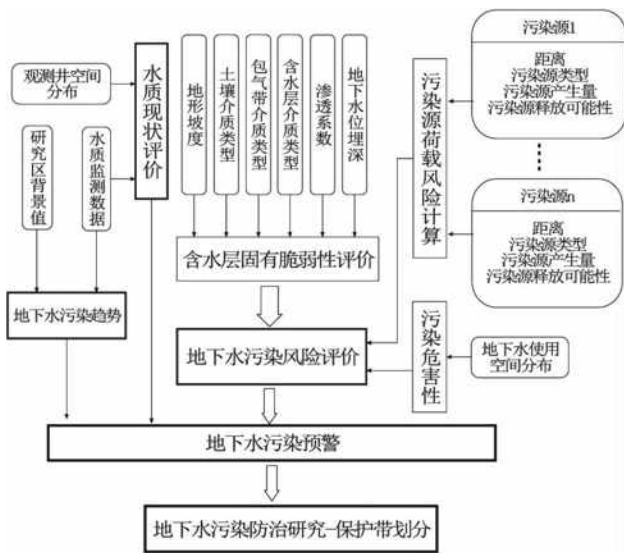 观测井空间
分布
水质现状评价
研究区背景值
水质监测数据
地下水污染趋势
地形坡度
土壤介质类型
包气带介质类型
含水层介质类型
渗透系数
地下水位埋深
含水层固有脆弱性评价
污染源荷载风险计算
污染源1
距离
污染源类型
污染源产生量
污染源释放可能性
污染源n
距离
污染源类型
污染源产生量
污染源释放可能性
地下水污染风险评价
污染危害性
地下水使用
空间分布
地下水污染预警
地下水污染防治研究-保护带划分